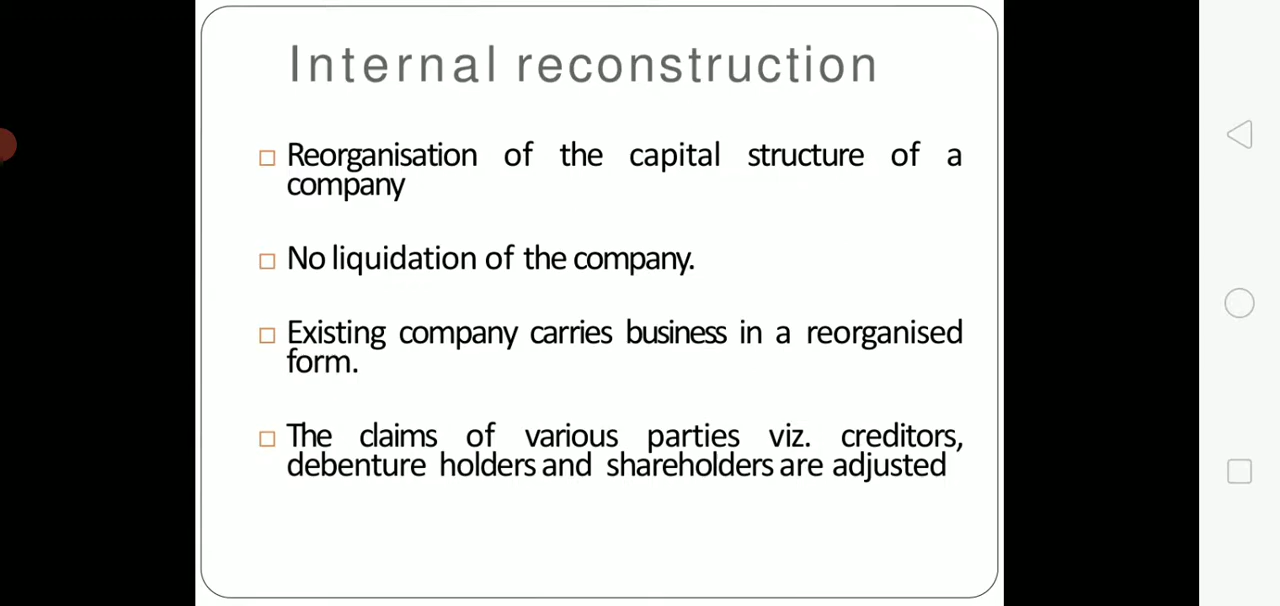 Internal reconstruction
Reorganisation of the capital structure of a
company
No liquidation of the company.
Existing company carries business in a reorganised
form.
The claims of various parties viz. creditors,
debenture holders and shareholders are adjusted